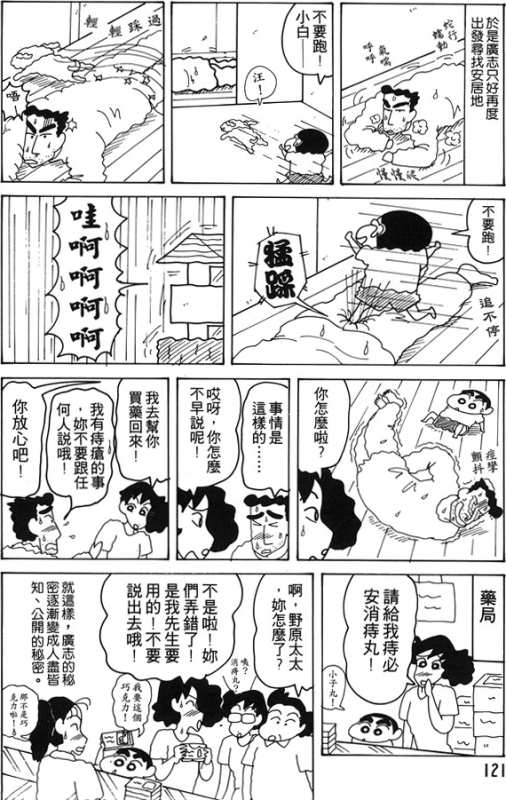 於是廣志只好再度
出發尋找安居地
蛇行
蠕動
氣喘
呼呼
慢慢爬
不要跑！
小白——
汪！
輕輕踩過
唔
不要跑！
追不停
猛踩
哇啊啊啊啊
你怎麼啦？
痙攣
顫抖
事情是
這樣的……
哎呀，你怎麼
不早說呢！
我去幫你
買藥回來！
我有痔瘡的事
，妳不要跟任
何人說哦！
你放心吧！
藥局
請給我痔必
安消痔丸！
小子丸！
啊，野原太太
，妳怎麼了？
咦？
消痔丸？
不是啦！妳
們弄錯了！
是我先生要
用的！不要
說出去哦！
我要這個
巧克力！
那不是巧
克力啦！
就這樣，廣志的秘
密逐漸變成人盡皆
知、公開的秘密。
121